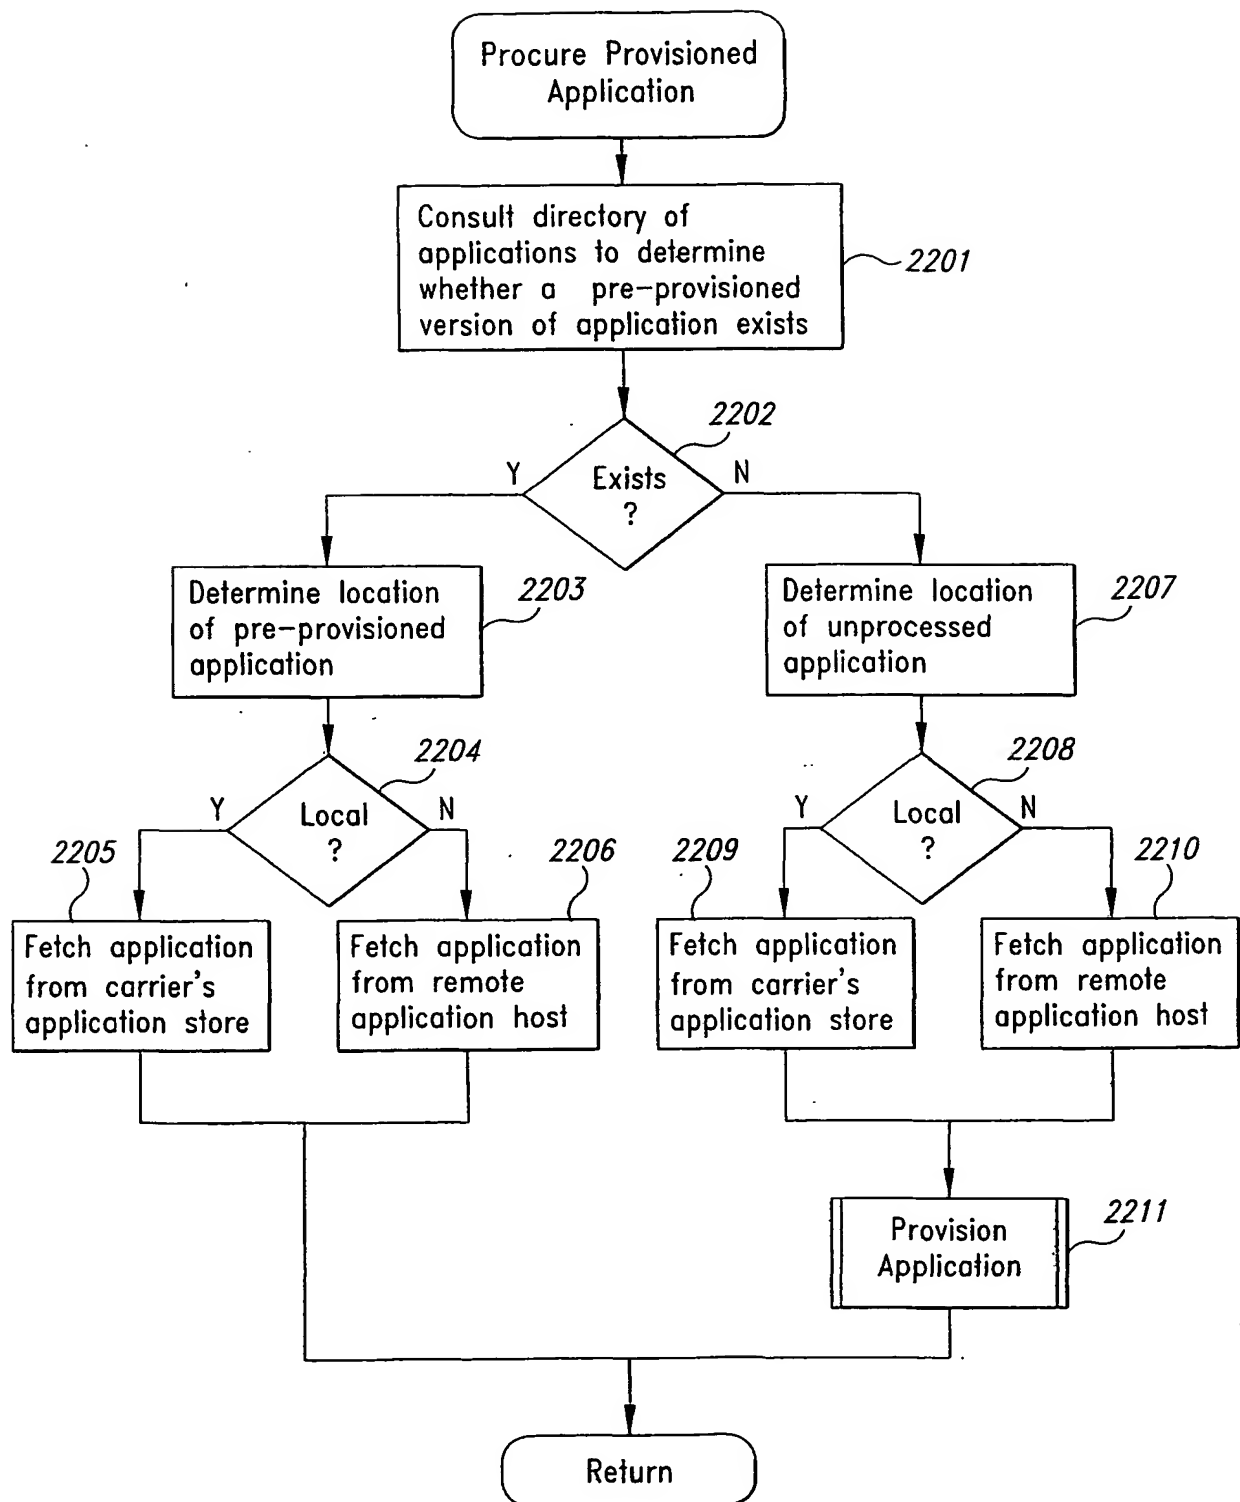 Procure Provisioned
Application
Consult directory of
applications to determine
whether a pre-provisioned
version of application exists
2201
2202
Y
Exists
?
N
Determine location
of pre-provisioned
application
2203
Determine location
of unprocessed
application
2207
2204
Y
Local
?
N
2208
Y
Local
?
N
2205
Fetch application
from carrier's
application store
2206
Fetch application
from remote
application host
2209
Fetch application
from carrier's
application store
2210
Fetch application
from remote
application host
Provision
Application
2211
Return